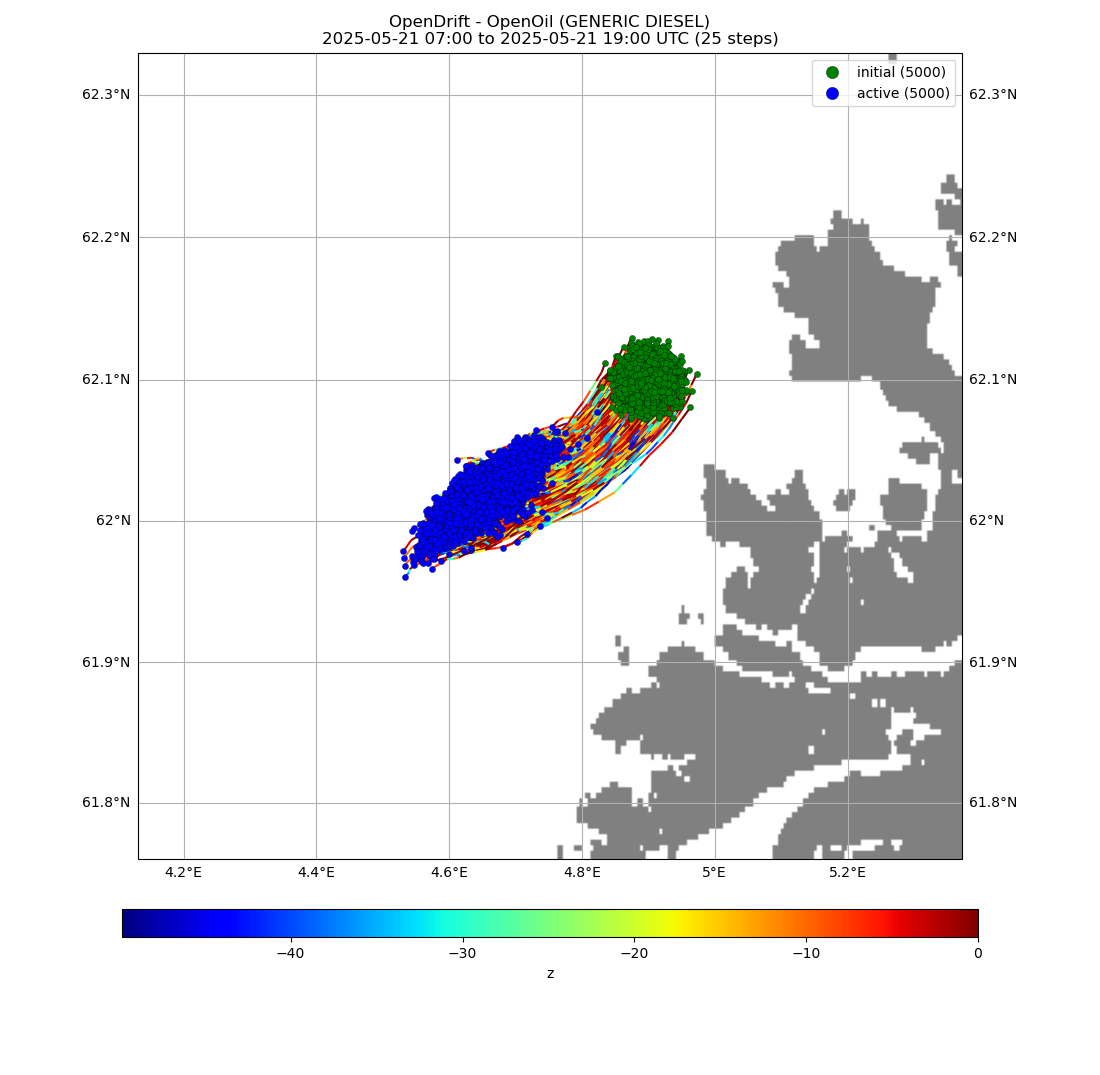 OpenDrift - OpenOil (GENERIC DIESEL)
2025-05-21 07:00 to 2025-05-21 19:00 UTC (25 steps)
initial (5000)
active (5000)
62.3°N 62.3°N
62.2°N 62.2°N
62.1°N 62.1°N
62°N 62°N
61.9°N 61.9°N
61.8°N 61.8°N
4.2°E 4.4°E 4.6°E 4.8°E 5°E 5.2°E
−40 −30 −20 −10 0
z